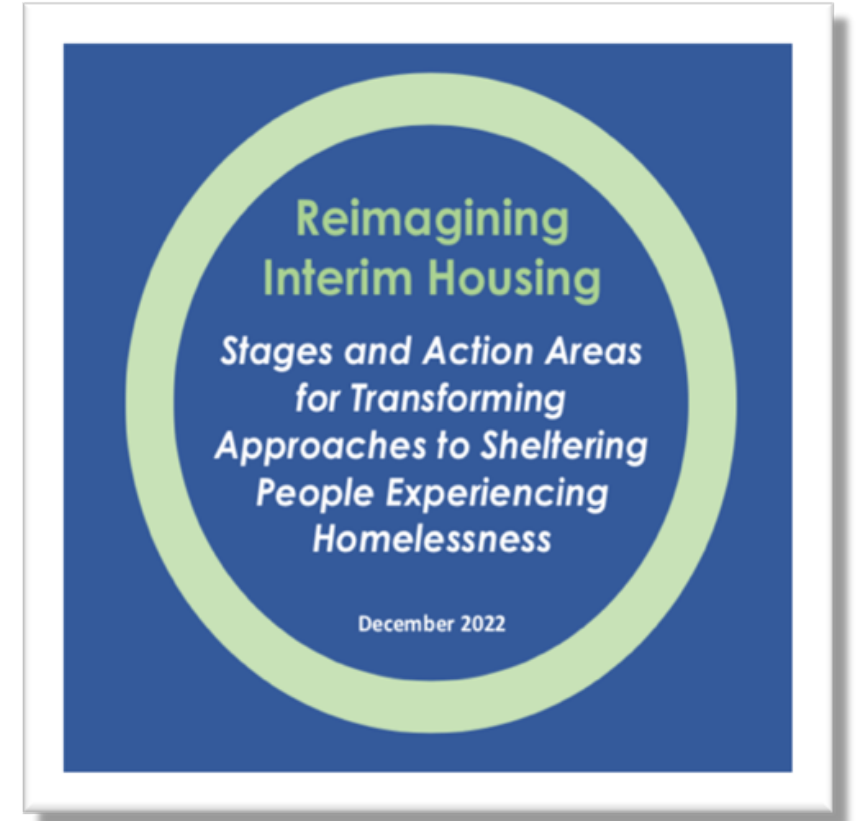 Reimagining
Interim Housing
Stages and Action Areas
for Transforming
Approaches to Sheltering
People Experiencing
Homelessness
December 2022